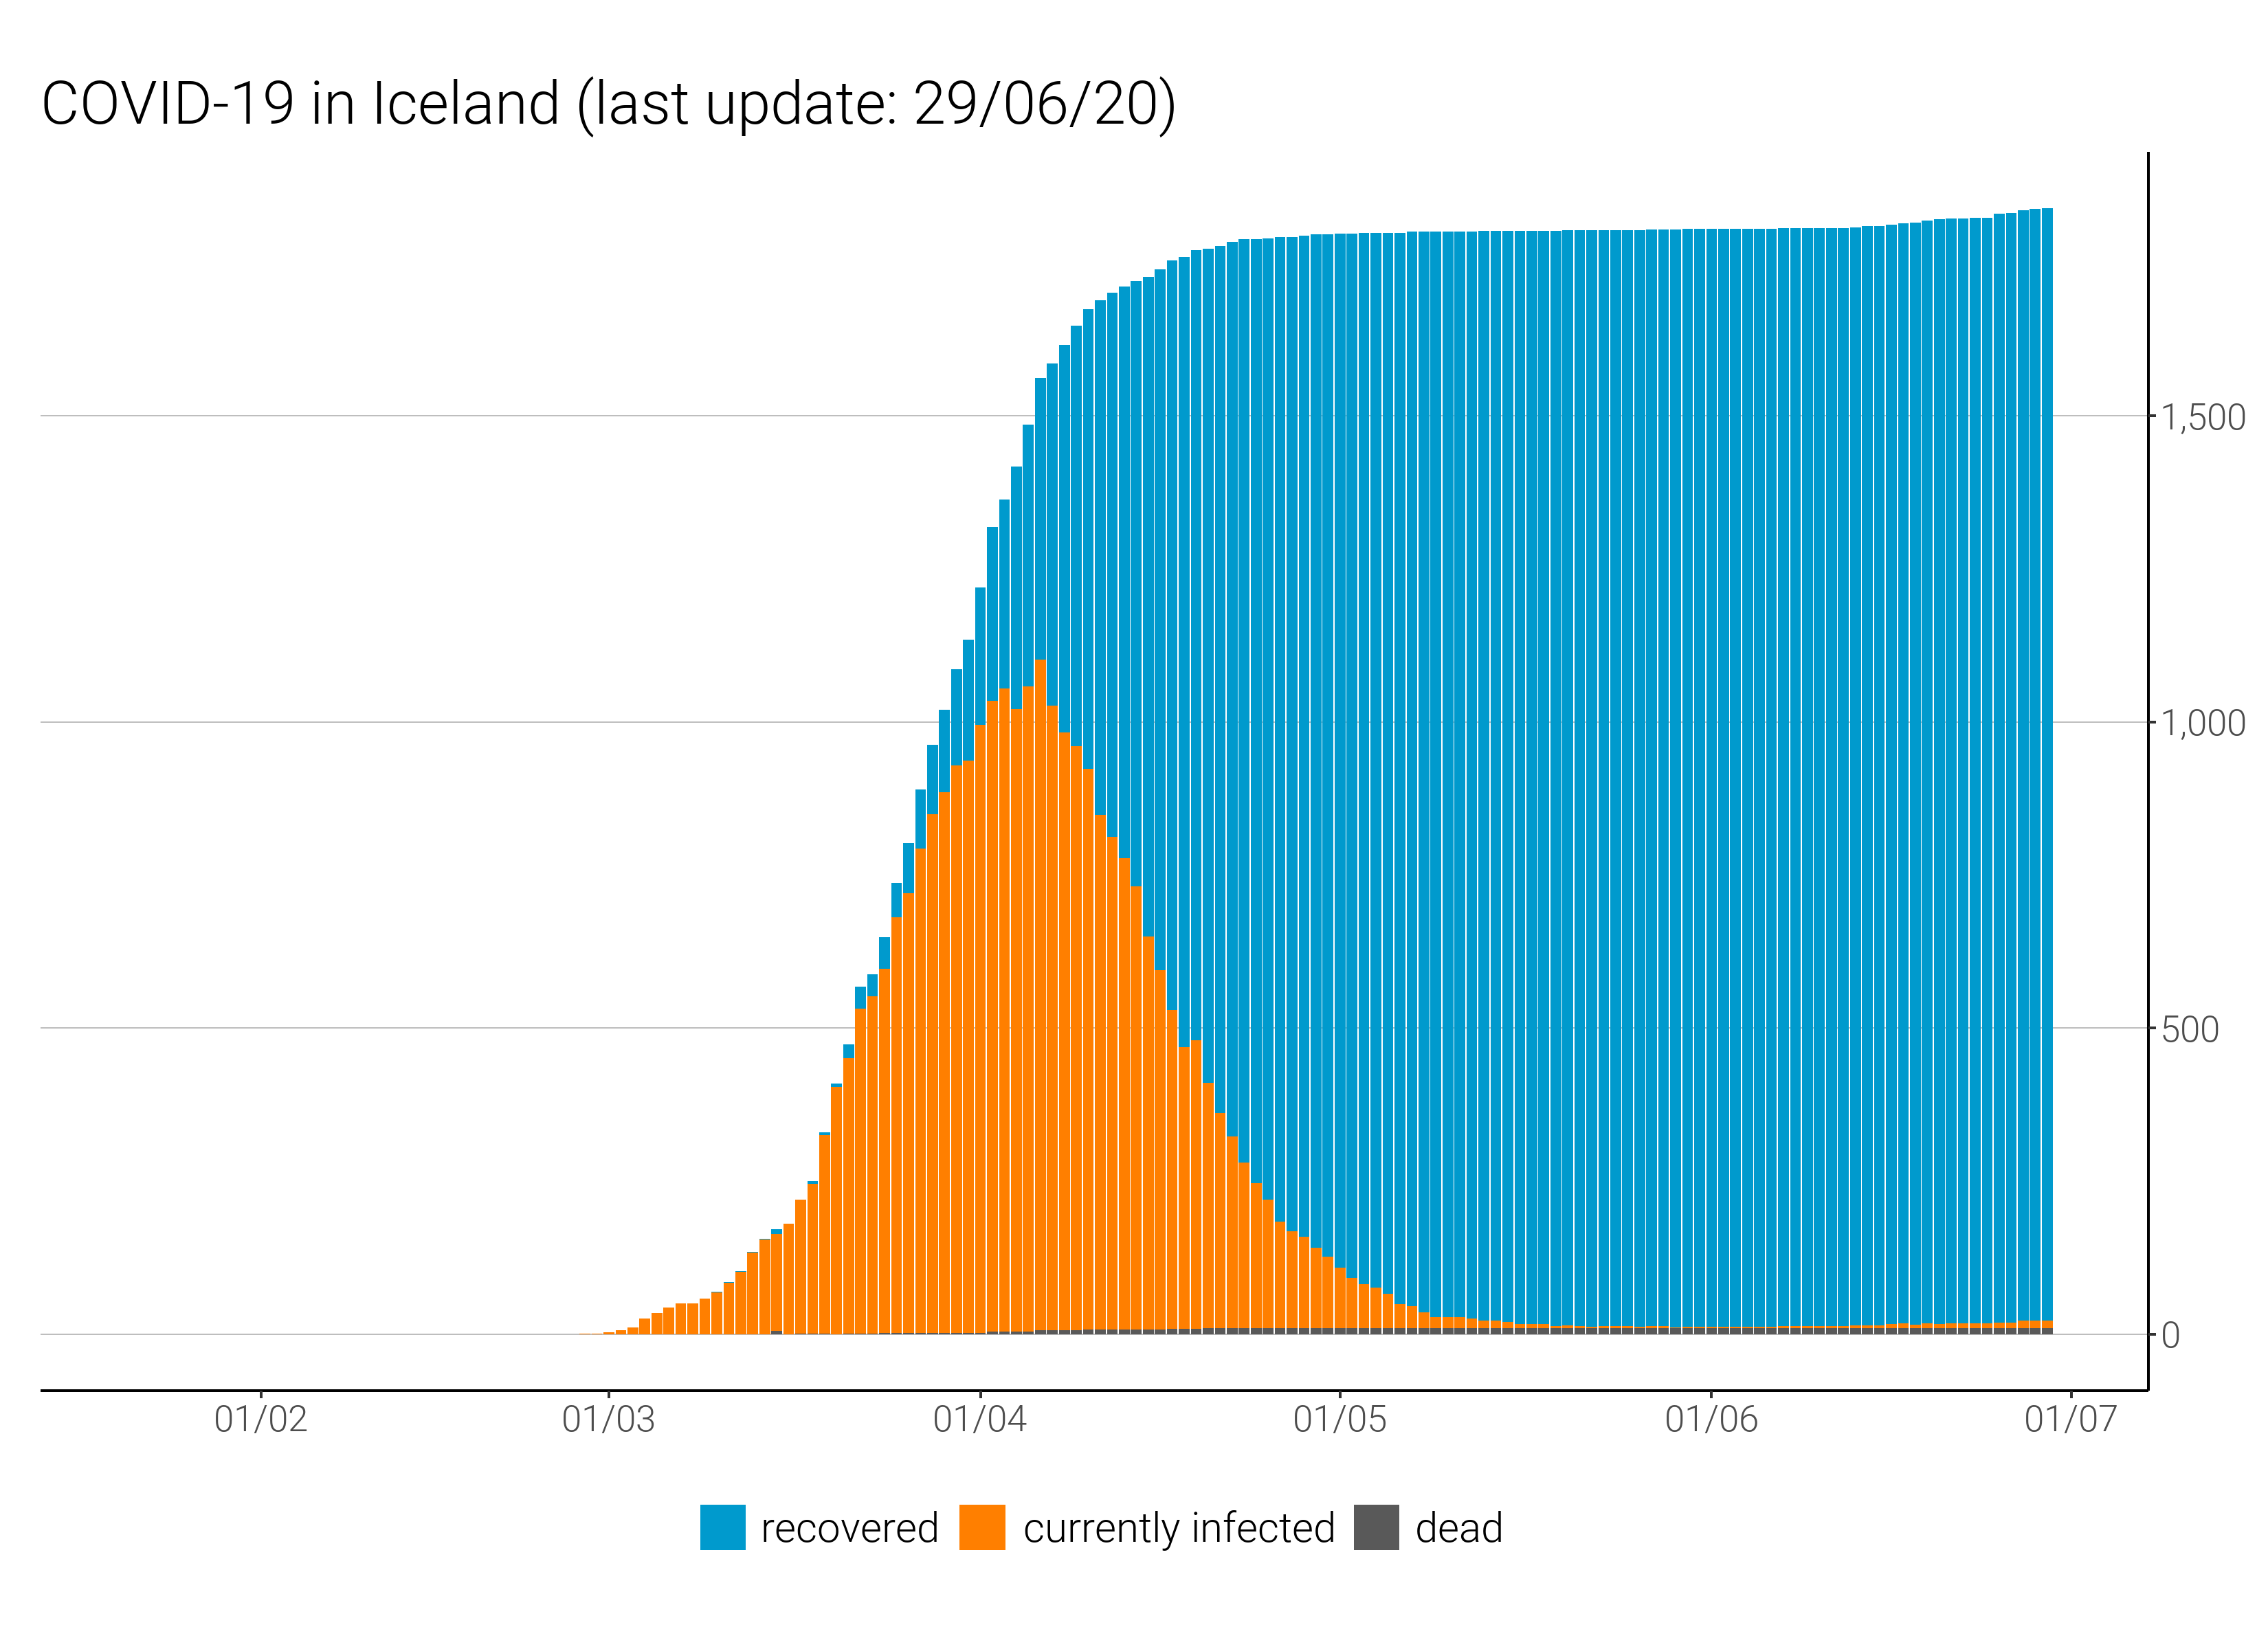 COVID-19 in Iceland (last update: 29/06/20)
1,500
1,000
500
0
01/02 01/03 01/04 01/05 01/06 01/07
recovered currently infected dead